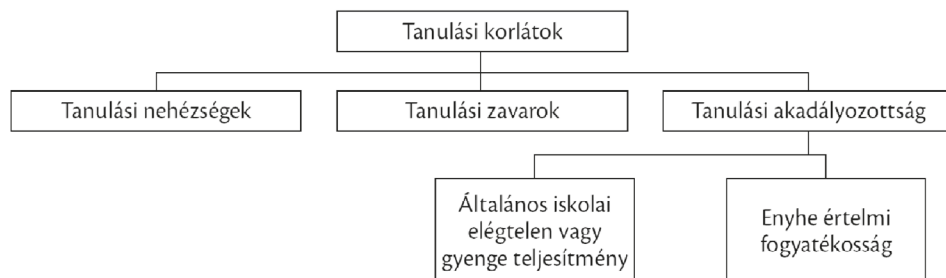 Tanulási korlátok
Tanulási nehézségek
Tanulási zavarok
Tanulási akadályozottság
Általános iskolai
elégtelen vagy
gyenge teljesítmény
Enyhe értelmi
fogyatékosság